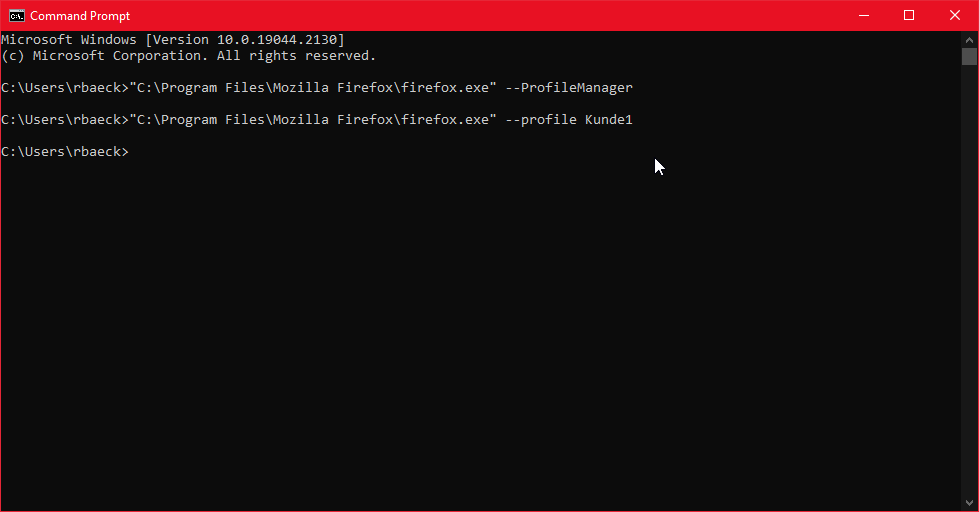 Command Prompt
Microsoft Windows [Version 10.0.19044.2130]
(c) Microsoft Corporation. All rights reserved.
C:\Users\rbaeck>"C:\Program Files\Mozilla Firefox\firefox.exe" --ProfileManager
C:\Users\rbaeck>"C:\Program Files\Mozilla Firefox\firefox.exe" --profile Kunde1
C:\Users\rbaeck>